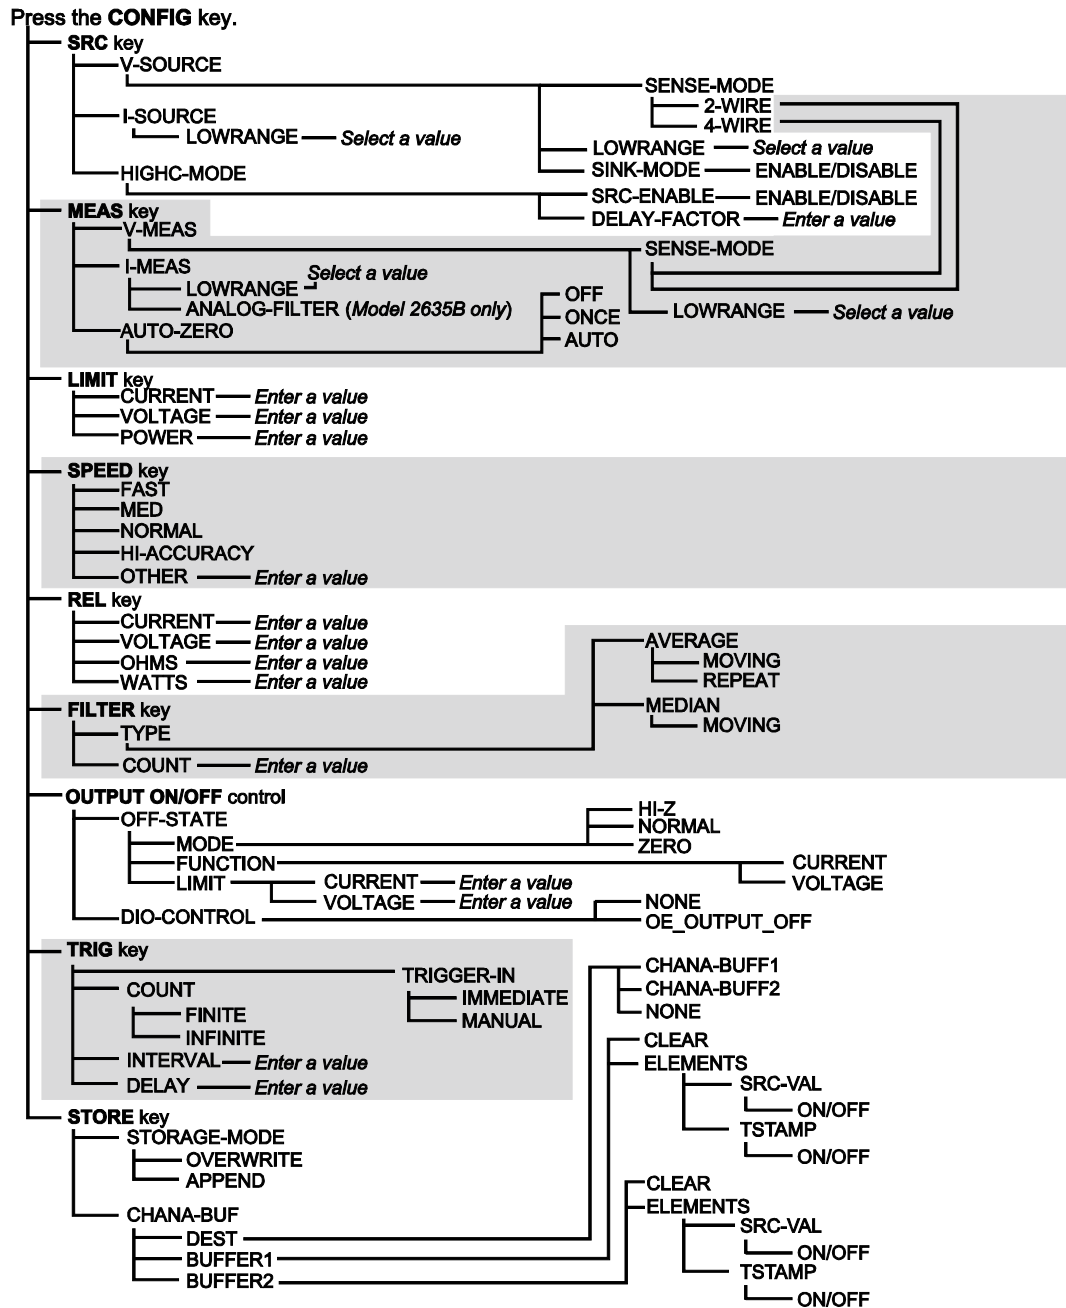 Press the CONFIG key.
SRC key
V-SOURCE
SENSE-MODE
2-WIRE
4-WIRE
LOWRANGE Select a value
SINK-MODE ENABLE/DISABLE
I-SOURCE
LOWRANGE Select a value
HIGHC-MODE
SRC-ENABLE ENABLE/DISABLE
DELAY-FACTOR Enter a value
MEAS key
V-MEAS
SENSE-MODE
LOWRANGE Select a value
I-MEAS
LOWRANGE Select a value
ANALOG-FILTER (Model 2635B only)
AUTO-ZERO
OFF
ONCE
AUTO
LIMIT key
CURRENT Enter a value
VOLTAGE Enter a value
POWER Enter a value
SPEED key
FAST
MED
NORMAL
HI-ACCURACY
OTHER Enter a value
REL key
CURRENT Enter a value
VOLTAGE Enter a value
OHMS Enter a value
WATTS Enter a value
FILTER key
TYPE
AVERAGE
MOVING
REPEAT
MEDIAN
MOVING
COUNT Enter a value
OUTPUT ON/OFF control
OFF-STATE
MODE
HI-Z
NORMAL
ZERO
FUNCTION
CURRENT
VOLTAGE
LIMIT
CURRENT Enter a value
VOLTAGE Enter a value
DIO-CONTROL
NONE
OE_OUTPUT_OFF
TRIG key
TRIGGER-IN
IMMEDIATE
MANUAL
COUNT
FINITE
INFINITE
INTERVAL Enter a value
DELAY Enter a value
STORE key
STORAGE-MODE
OVERWRITE
APPEND
CHANA-BUF
DEST
CHANA-BUFF1
CHANA-BUFF2
NONE
BUFFER1
CLEAR
ELEMENTS
SRC-VAL
ON/OFF
TSTAMP
ON/OFF
BUFFER2
CLEAR
ELEMENTS
SRC-VAL
ON/OFF
TSTAMP
ON/OFF